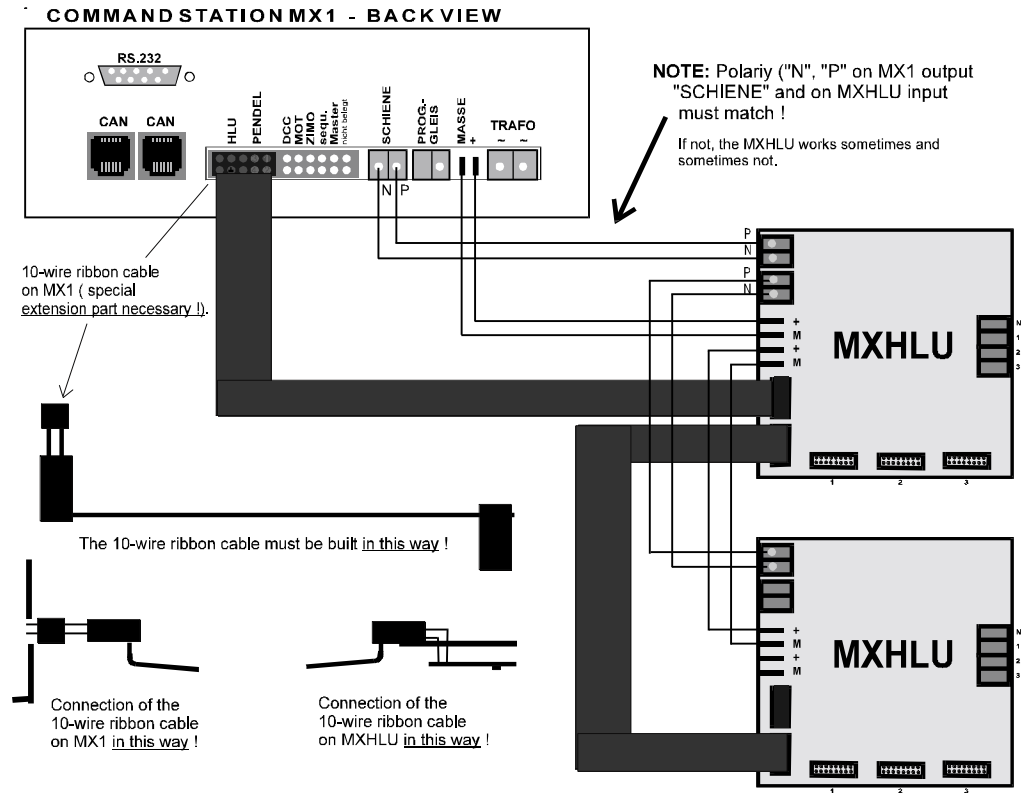 COMMAND STATION MX1 - BACK VIEW
RS.232
CAN CAN
HLU
PENDEL
DCC
MOT
ZIMO
sequ.
Master
nicht belegt
SCHIENE
PROG.-
GLEIS
MASSE
+
TRAFO
~ ~
N P
NOTE: Polariy ("N", "P" on MX1 output
"SCHIENE" and on MXHLU input
must match !
If not, the MXHLU works sometimes and
sometimes not.
10-wire ribbon cable
on MX1 ( special
extension part necessary !).
P
N
P
N
+
M
+
M
MXHLU
N
1
2
3
1 2 3
The 10-wire ribbon cable must be built in this way !
Connection of the
10-wire ribbon cable
on MX1 in this way !
Connection of the
10-wire ribbon cable
on MXHLU in this way !
+
M
+
M
MXHLU
N
1
2
3
1 2 3